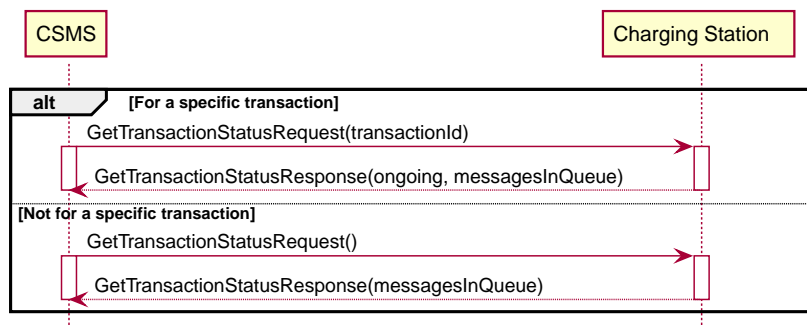 CSMS
Charging Station
alt
[For a specific transaction]
GetTransactionStatusRequest(transactionId)
GetTransactionStatusResponse(ongoing, messagesInQueue)
[Not for a specific transaction]
GetTransactionStatusRequest()
GetTransactionStatusResponse(messagesInQueue)